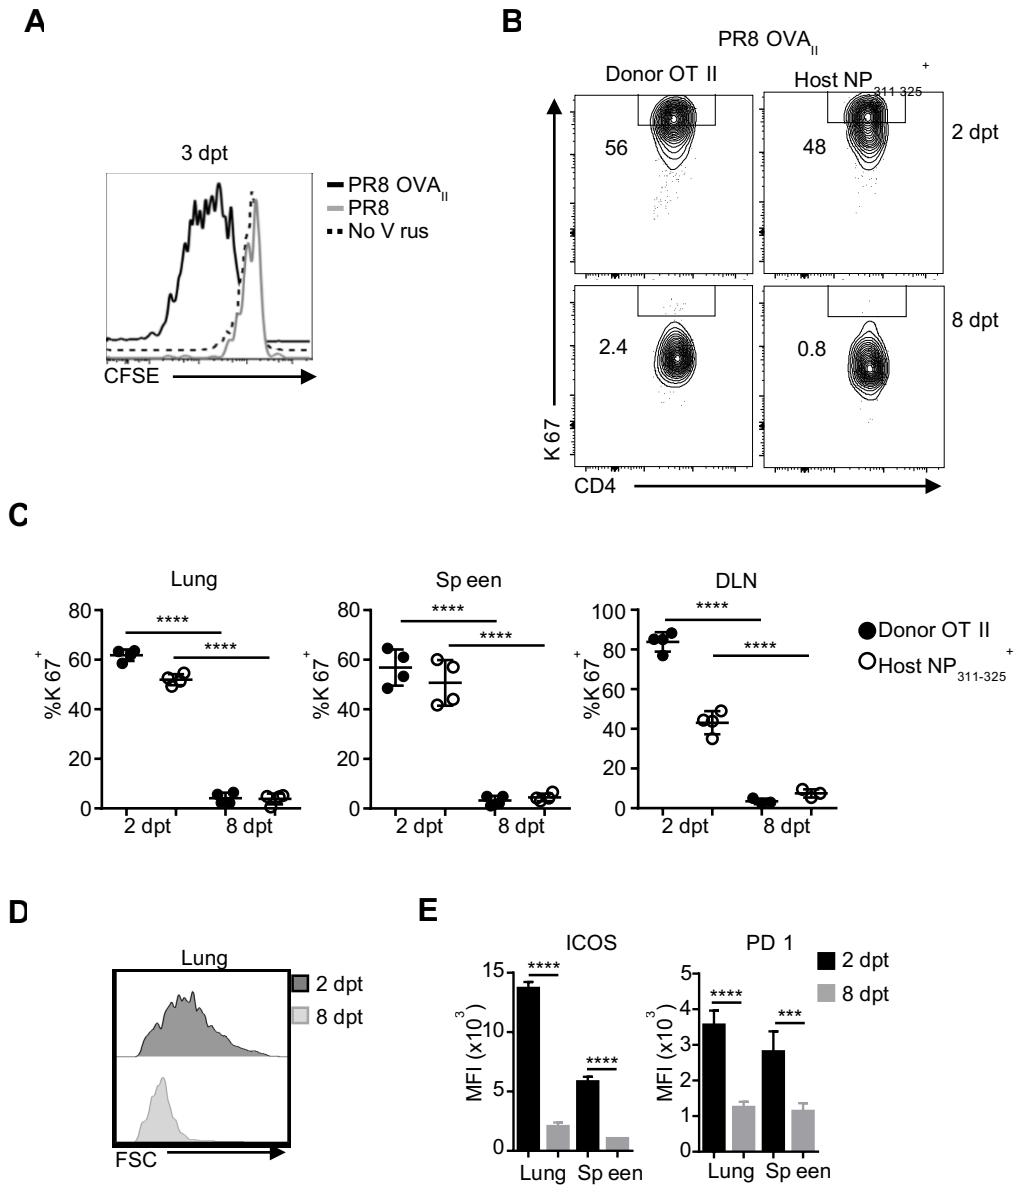 A
3 dpt
PR8 OVA II
PR8
No V rus
CFSE
B
PR8 OVA II
Donor OT II
Host NP 311 325 +
2 dpt
56
48
8 dpt
2.4
0.8
K 67
CD4
C
Lung
Sp een
DLN
%K 67 +
80
60
40
20
0
**** ****
2 dpt 8 dpt
%K 67 +
80
60
40
20
0
**** ****
2 dpt 8 dpt
%K 67 +
100
80
60
40
20
0
**** ****
2 dpt 8 dpt
Donor OT II
Host NP 311-325 +
D
Lung
2 dpt
8 dpt
FSC
E
ICOS
MFI (x10 3)
15
10
5
0
**** ****
Lung Sp een
PD 1
MFI (x10 3)
5
4
3
2
1
0
**** ***
Lung Sp een
2 dpt
8 dpt